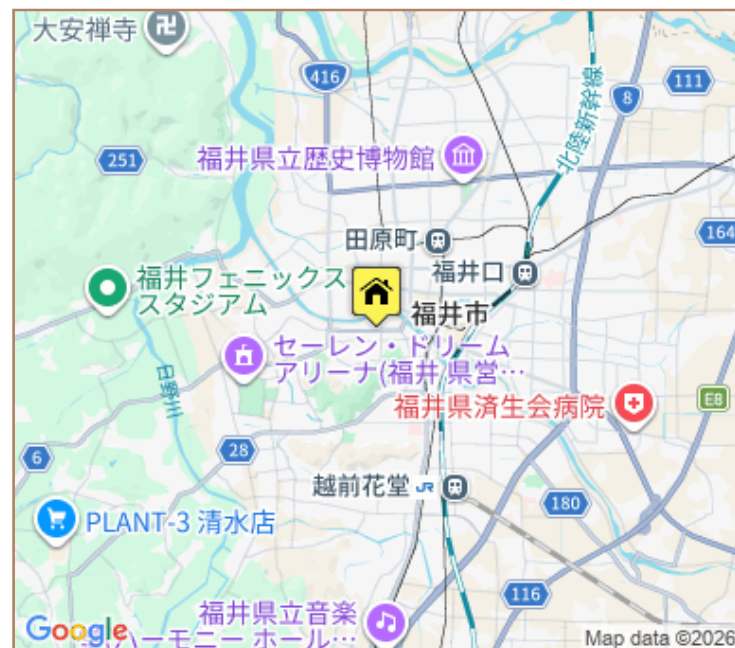 大安禅寺
416
111
8
北陸新幹線
251
福井県立歴史博物館
164
田原町
福井口
福井フェニックス
スタジアム
福井市
セーレン・ドリーム
アリーナ(福井 県営…
日野川
福井県済生会病院
E8
28
6
越前花堂 JR
180
PLANT-3 清水店
116
福井県立音楽
ハーモニー ホール…
Google
Map data ©2026